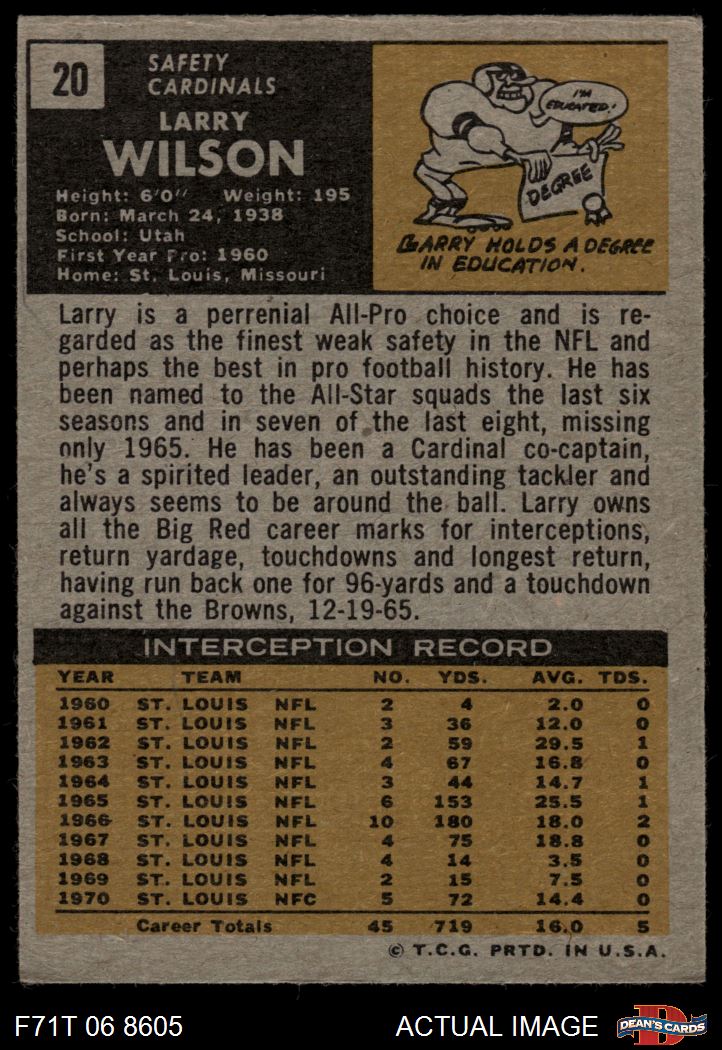 20
SAFETY
CARDINALS
LARRY
WILSON
Height: 6'0" Weight: 195
Born: March 24, 1938
School: Utah
First Year Pro: 1960
Home: St. Louis, Missouri
I'M
EDUCATED!
DEGREE
LARRY HOLDS A DEGREE
IN EDUCATION.
Larry is a perrenial All-Pro choice and is re-
garded as the finest weak safety in the NFL and
perhaps the best in pro football history. He has
been named to the All-Star squads the last six
seasons and in seven of the last eight, missing
only 1965. He has been a Cardinal co-captain,
he's a spirited leader, an outstanding tackler and
always seems to be around the ball. Larry owns
all the Big Red career marks for interceptions,
return yardage, touchdowns and longest return,
having run back one for 96-yards and a touchdown
against the Browns, 12-19-65.
INTERCEPTION RECORD
YEAR TEAM NO. YDS. AVG. TDS.
1960 ST. LOUIS NFL 2 4 2.0 0
1961 ST. LOUIS NFL 3 36 12.0 0
1962 ST. LOUIS NFL 2 59 29.5 1
1963 ST. LOUIS NFL 4 67 16.8 0
1964 ST. LOUIS NFL 3 44 14.7 1
1965 ST. LOUIS NFL 6 153 25.5 1
1966 ST. LOUIS NFL 10 180 18.0 2
1967 ST. LOUIS NFL 4 75 18.8 0
1968 ST. LOUIS NFL 4 14 3.5 0
1969 ST. LOUIS NFL 2 15 7.5 0
1970 ST. LOUIS NFC 5 72 14.4 0
Career Totals 45 719 16.0 5
© T.C.G. PRTD. IN U.S.A.
F71T 06 8605 ACTUAL IMAGE
D
DEAN'S CARDS